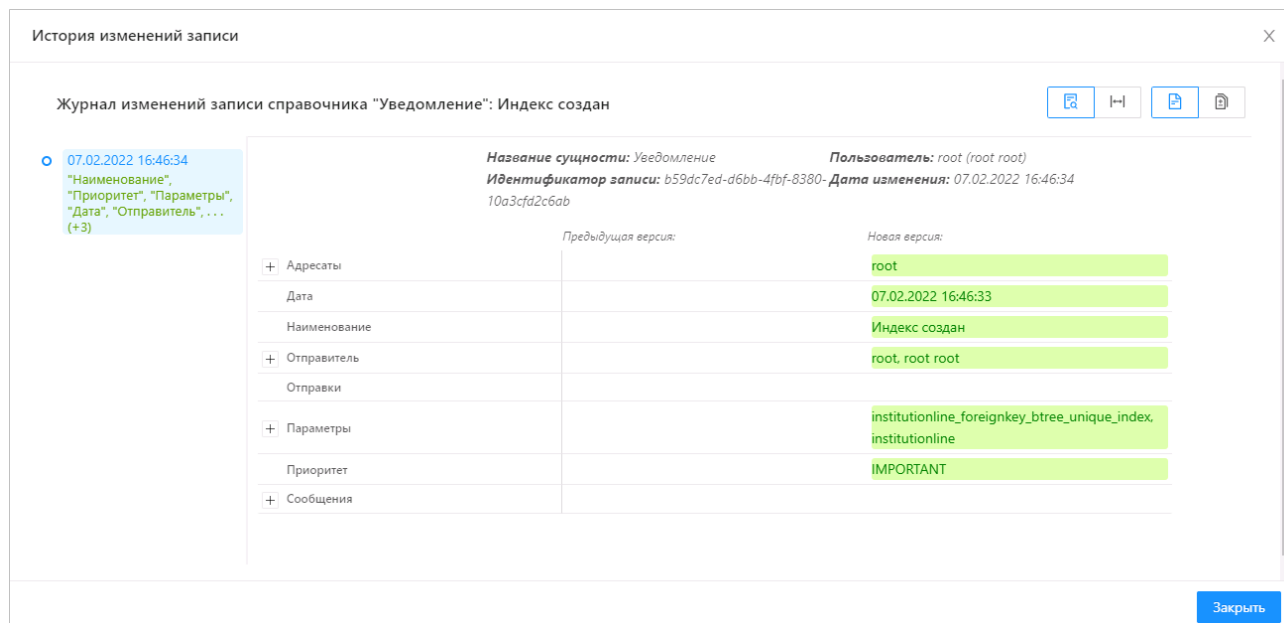 История изменений записи
Журнал изменений записи справочника "Уведомление": Индекс создан
07.02.2022 16:46:34
"Наименование",
"Приоритет", "Параметры",
"Дата", "Отправитель", . . .
(+3)
Название сущности: Уведомление
Идентификатор записи: b59dc7ed-d6bb-4fbf-8380-
10a3cfd2c6ab
Пользователь: root (root root)
Дата изменения: 07.02.2022 16:46:34
Предыдущая версия: Новая версия:
Адресаты root
Дата 07.02.2022 16:46:33
Наименование Индекс создан
Отправитель root, root root
Отправки
Параметры institutionline_foreignkey_btree_unique_index,
institutionline
Приоритет IMPORTANT
Сообщения
Закрыть